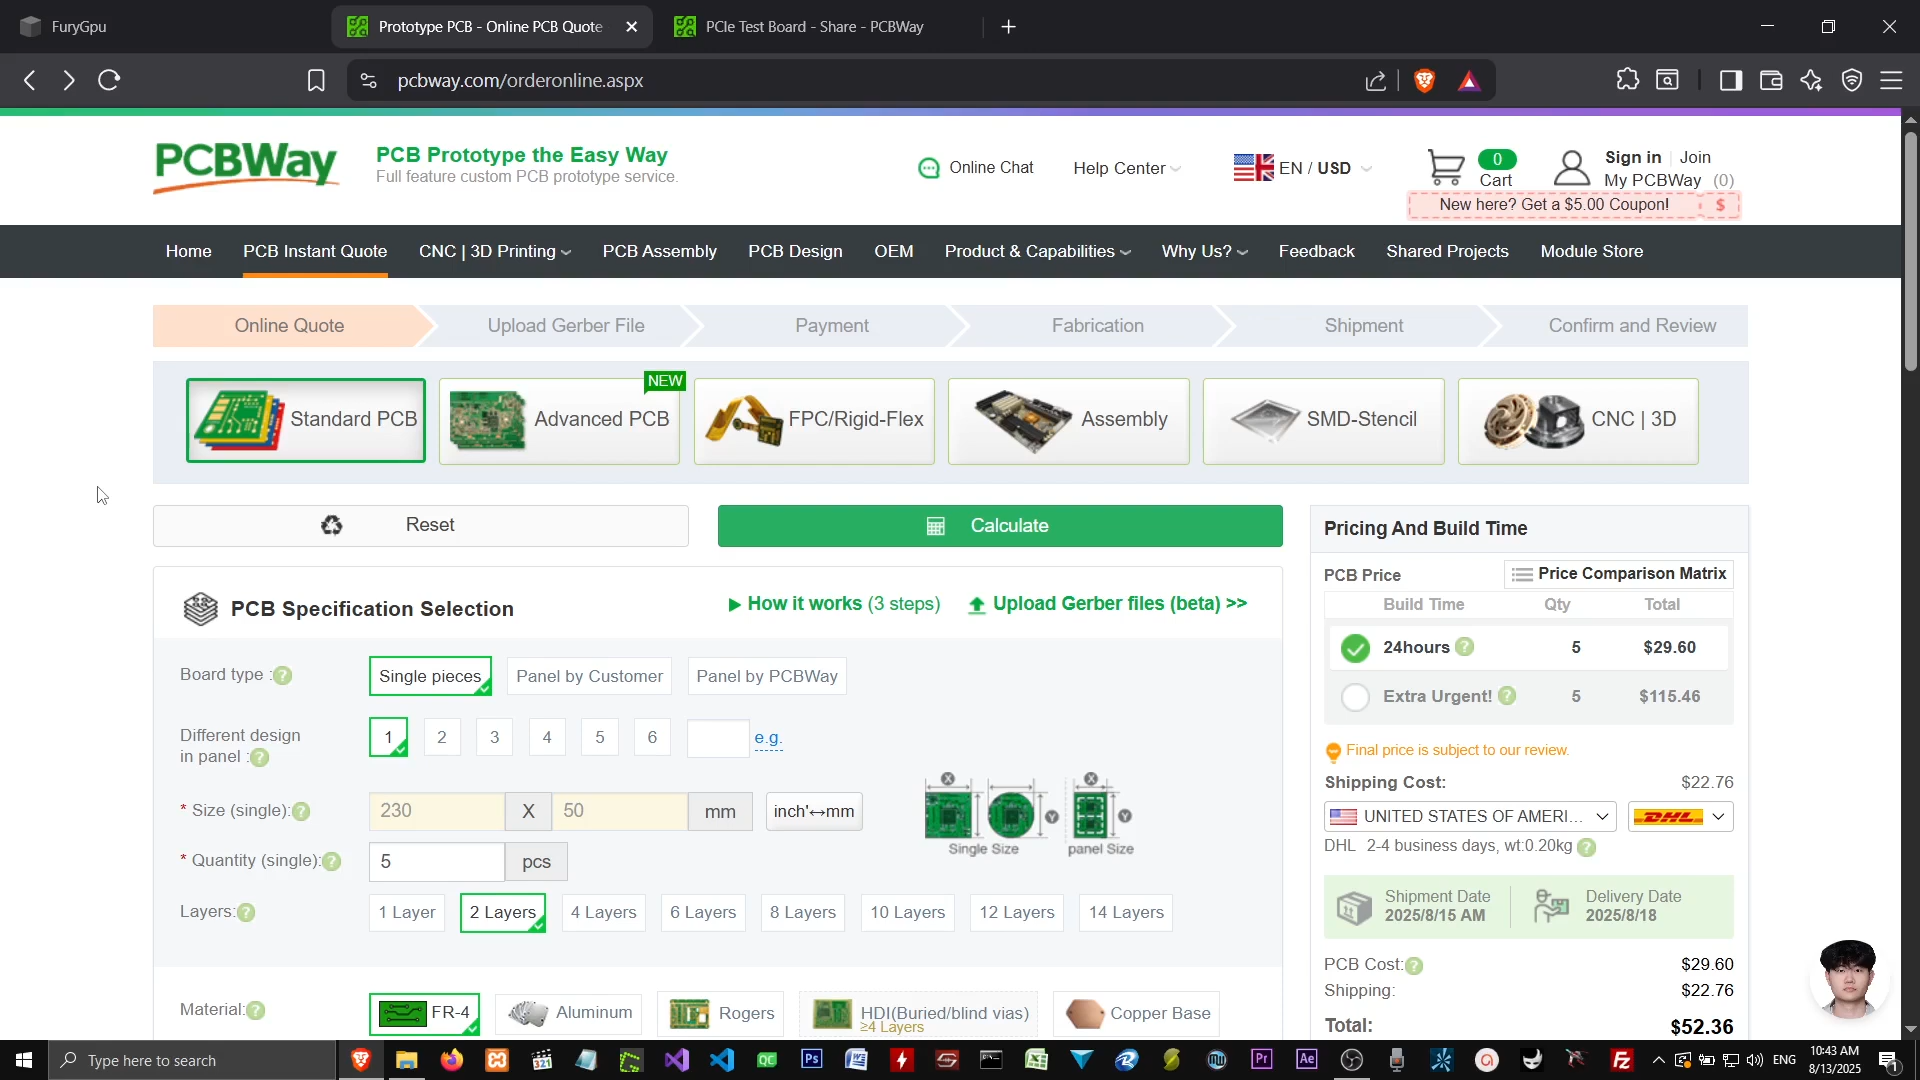 FuryGpu
Prototype PCB - Online PCB Quote
PCIe Test Board - Share - PCBWay
pcbway.com/orderonline.aspx
PCBWay
PCB Prototype the Easy Way
Full feature custom PCB prototype service.
Online Chat
Help Center
EN / USD
0
Cart
Sign in | Join
My PCBWay (0)
New here? Get a $5.00 Coupon!
$
Home
PCB Instant Quote
CNC | 3D Printing
PCB Assembly
PCB Design
OEM
Product & Capabilities
Why Us?
Feedback
Shared Projects
Module Store
Online Quote
Upload Gerber File
Payment
Fabrication
Shipment
Confirm and Review
Standard PCB
NEW
Advanced PCB
FPC/Rigid-Flex
Assembly
SMD-Stencil
CNC | 3D
Reset
Calculate
PCB Specification Selection
How it works (3 steps)
Upload Gerber files (beta) >>
Board type :?
Single pieces
Panel by Customer
Panel by PCBWay
Different design
in panel :?
1
2
3
4
5
6
e.g.
* Size (single):?
230
X
50
mm
inch'↔mm
* Quantity (single):?
5
pcs
X
Y
X
Y
Single Size
panel Size
Layers:?
1 Layer
2 Layers
4 Layers
6 Layers
8 Layers
10 Layers
12 Layers
14 Layers
Material:?
FR-4
Aluminum
Rogers
HDI(Buried/blind vias)
≥4 Layers
Copper Base
Pricing And Build Time
PCB Price
Price Comparison Matrix
Build Time
Qty
Total
24hours ?
5
$29.60
Extra Urgent! ?
5
$115.46
Final price is subject to our review.
Shipping Cost:
$22.76
UNITED STATES OF AMERI...
DHL
DHL 2-4 business days, wt:0.20kg ?
Shipment Date
2025/8/15 AM
Delivery Date
2025/8/18
PCB Cost:?
$29.60
Shipping:
$22.76
Total:
$52.36
Type here to search
321
QC
Ps
Pr
Ae
Fz
ENG
10:43 AM
8/13/2025
1